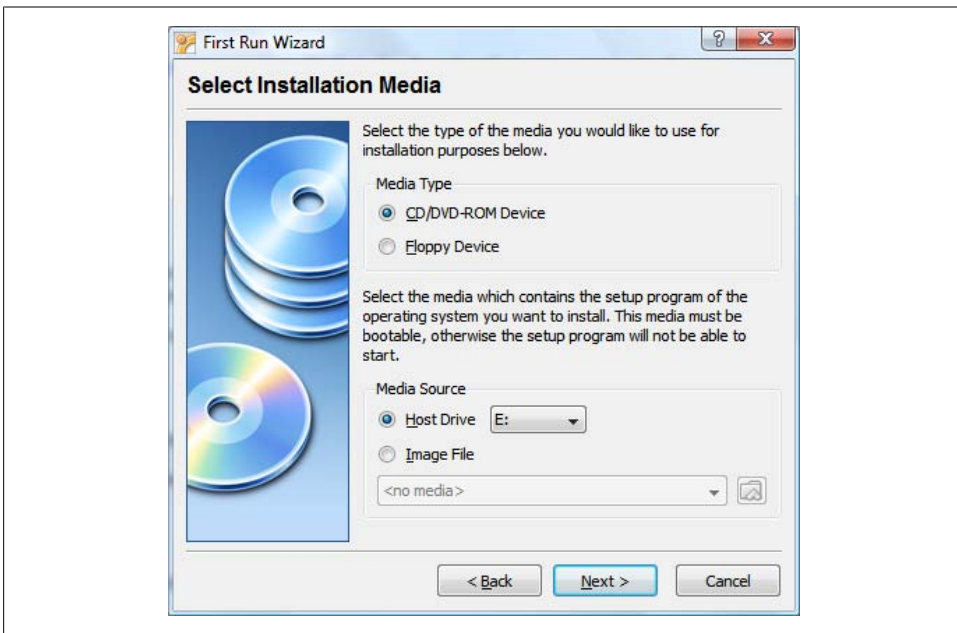 First Run Wizard
Select Installation Media
Select the type of the media you would like to use for
installation purposes below.
Media Type
CD/DVD-ROM Device
Floppy Device
Select the media which contains the setup program of the
operating system you want to install. This media must be
bootable, otherwise the setup program will not be able to
start.
Media Source
Host Drive E:
Image File
<no media>
< Back Next > Cancel